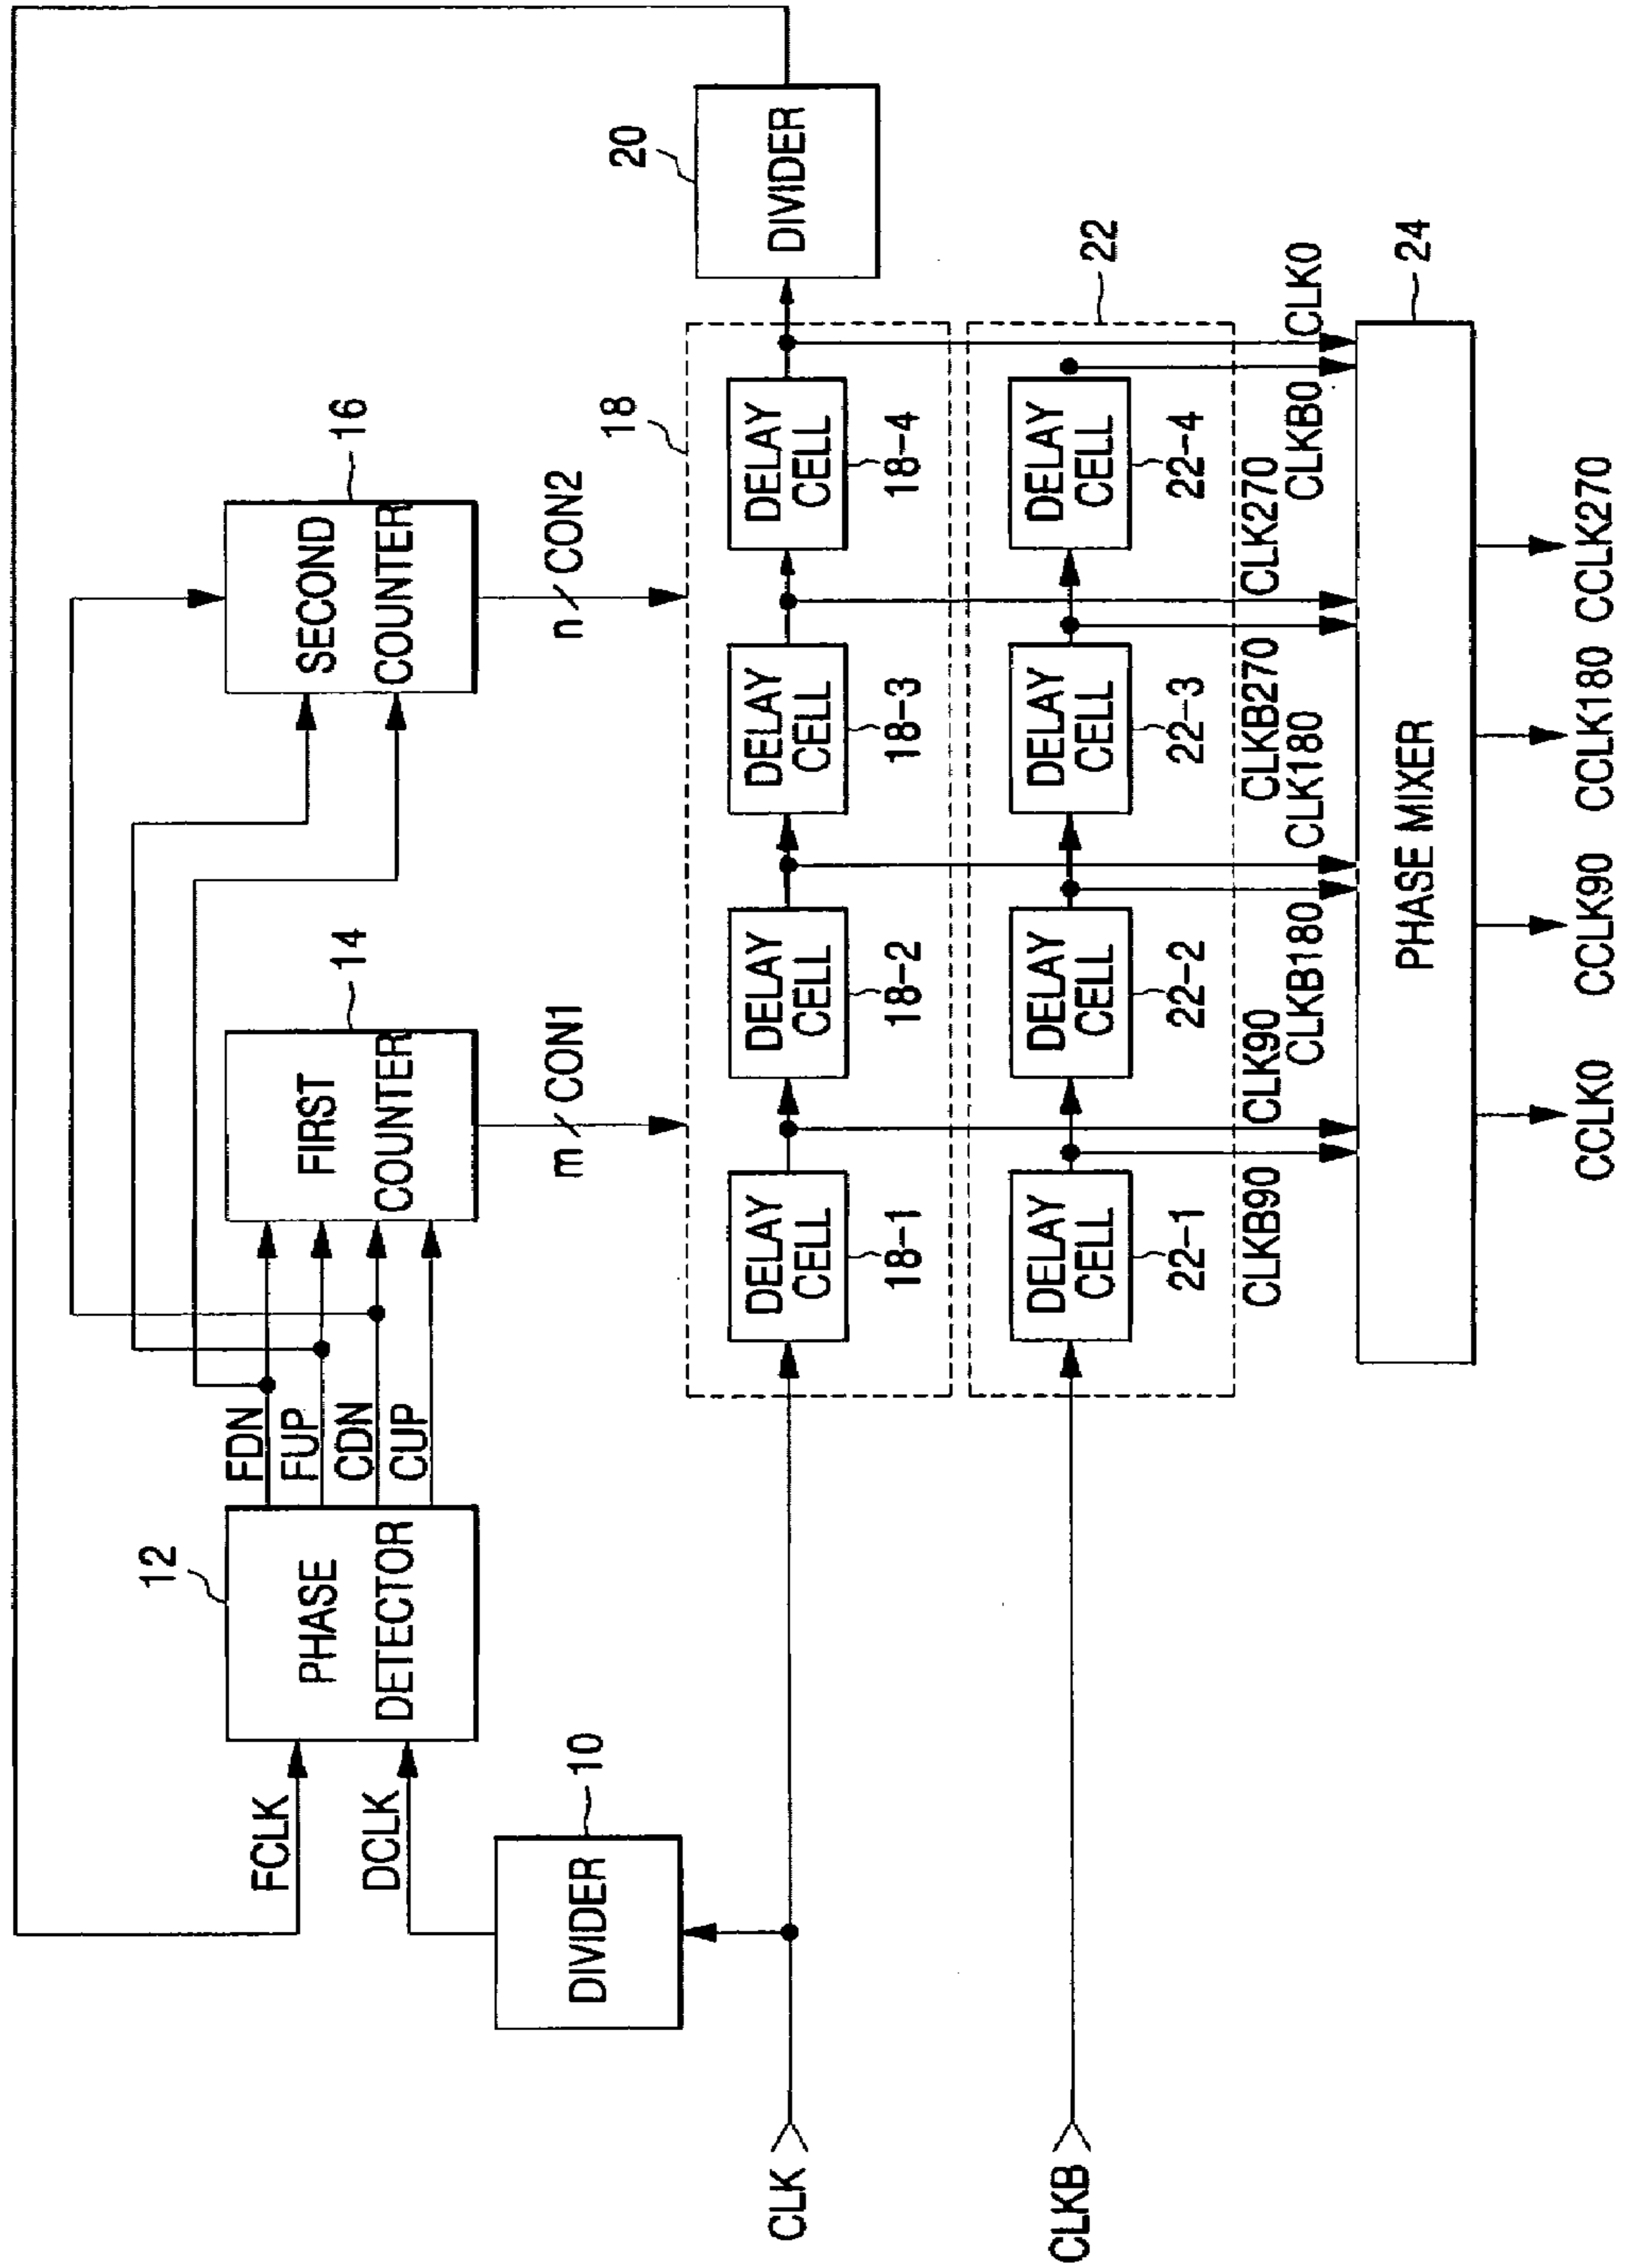 20
DIVIDER
16
SECOND
COUNTER
14
FIRST
COUNTER
FDN
FUP
CDN
CUP
12
PHASE
DETECTOR
FCLK
DCLK
10
DIVIDER
n CON2
m CON1
18
DELAY
CELL
18-1
DELAY
CELL
18-2
DELAY
CELL
18-3
DELAY
CELL
18-4
22
DELAY
CELL
22-1
DELAY
CELL
22-2
DELAY
CELL
22-3
DELAY
CELL
22-4
CLK
CLKB
CLKB90
CLK90
CLKB180
CLK180
CLKB270
CLK270
CLKB0
CLK0
24
PHASE MIXER
CCLK0
CCLK90
CCLK180
CCLK270